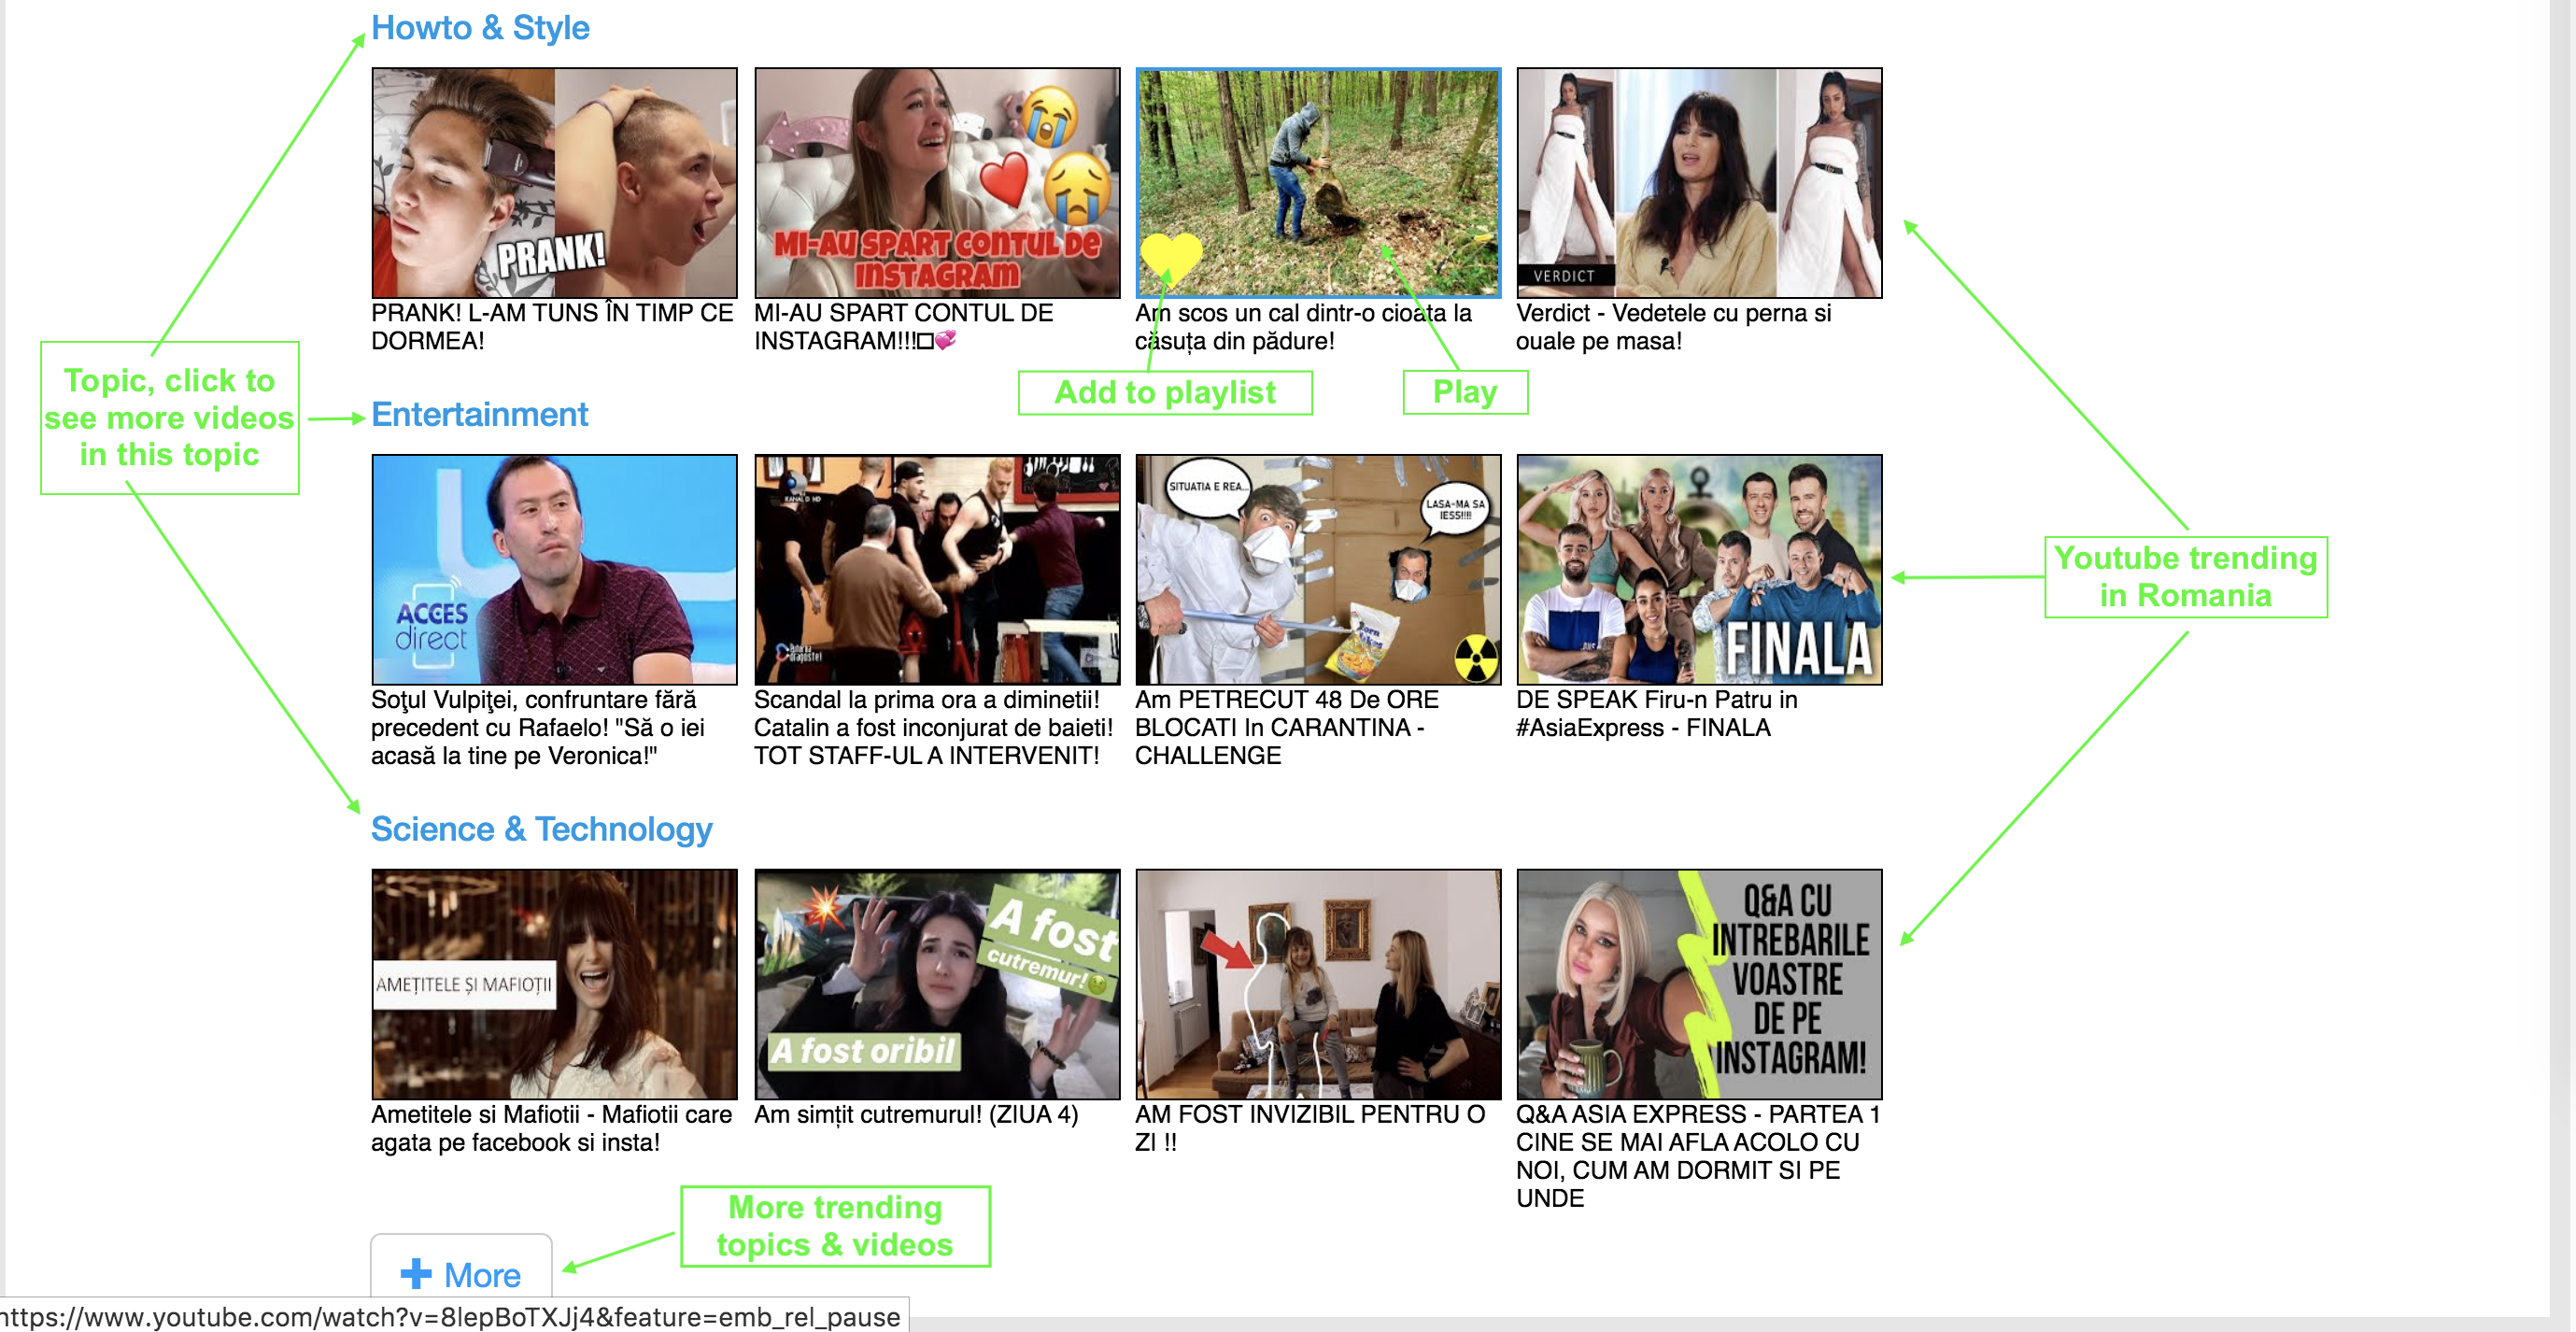 Howto & Style
PRANK!
MI-AU SPART CONTUL DE
INSTAGRAM
VERDICT
PRANK! L-AM TUNS ÎN TIMP CE
DORMEA!
MI-AU SPART CONTUL DE
INSTAGRAM!!!□💞
Am scos un cal dintr-o cioata la
căsuța din pădure!
Verdict - Vedetele cu perna si
ouale pe masa!
Topic, click to
see more videos
in this topic
Add to playlist
Play
Entertainment
ACCES
direct
KANAL D HD
Puterea
dragostei
SITUATIA E REA...
LASA-MA SA
IESS!!!!
FINALA
Youtube trending
in Romania
Soţul Vulpiţei, confruntare fără
precedent cu Rafaelo! "Să o iei
acasă la tine pe Veronica!"
Scandal la prima ora a diminetii!
Catalin a fost inconjurat de baieti!
TOT STAFF-UL A INTERVENIT!
Am PETRECUT 48 De ORE
BLOCATI In CARANTINA -
CHALLENGE
DE SPEAK Firu-n Patru in
#AsiaExpress - FINALA
Science & Technology
AMEȚITELE ȘI MAFIOȚII
A fost
cutremur!
A fost oribil
Q&A CU
INTREBARILE
VOASTRE
DE PE
INSTAGRAM!
Ametitele si Mafiotii - Mafiotii care
agata pe facebook si insta!
Am simțit cutremurul! (ZIUA 4)
AM FOST INVIZIBIL PENTRU O
ZI !!
Q&A ASIA EXPRESS - PARTEA 1
CINE SE MAI AFLA ACOLO CU
NOI, CUM AM DORMIT SI PE
UNDE
More trending
topics & videos
More
https://www.youtube.com/watch?v=8lepBoTXJj4&feature=emb_rel_pause